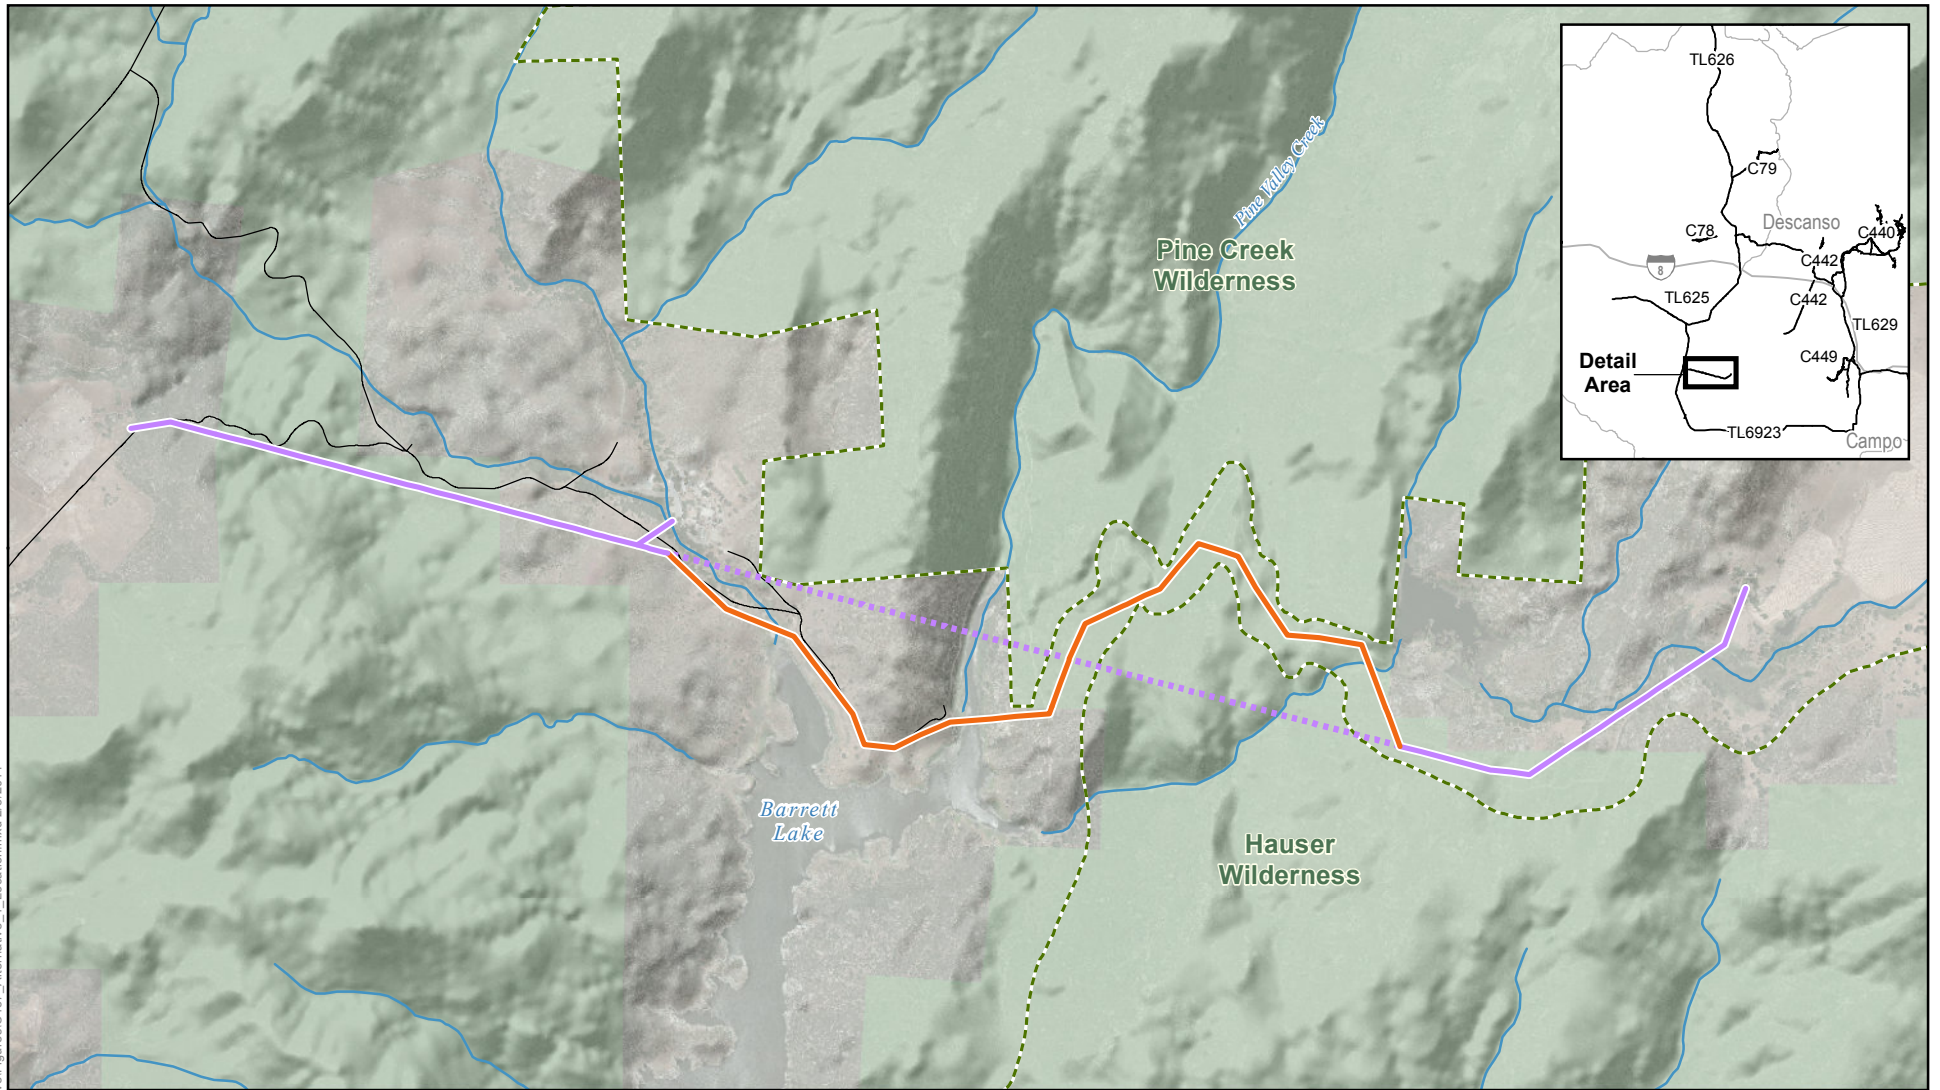 Pine Valley Creek
Pine Creek
Wilderness
Barrett
Lake
Hauser
Wilderness
TL626
C79
Descanso
C78
C440
8
C442
TL625
C442
TL629
C449
Detail
Area
TL6923
Campo